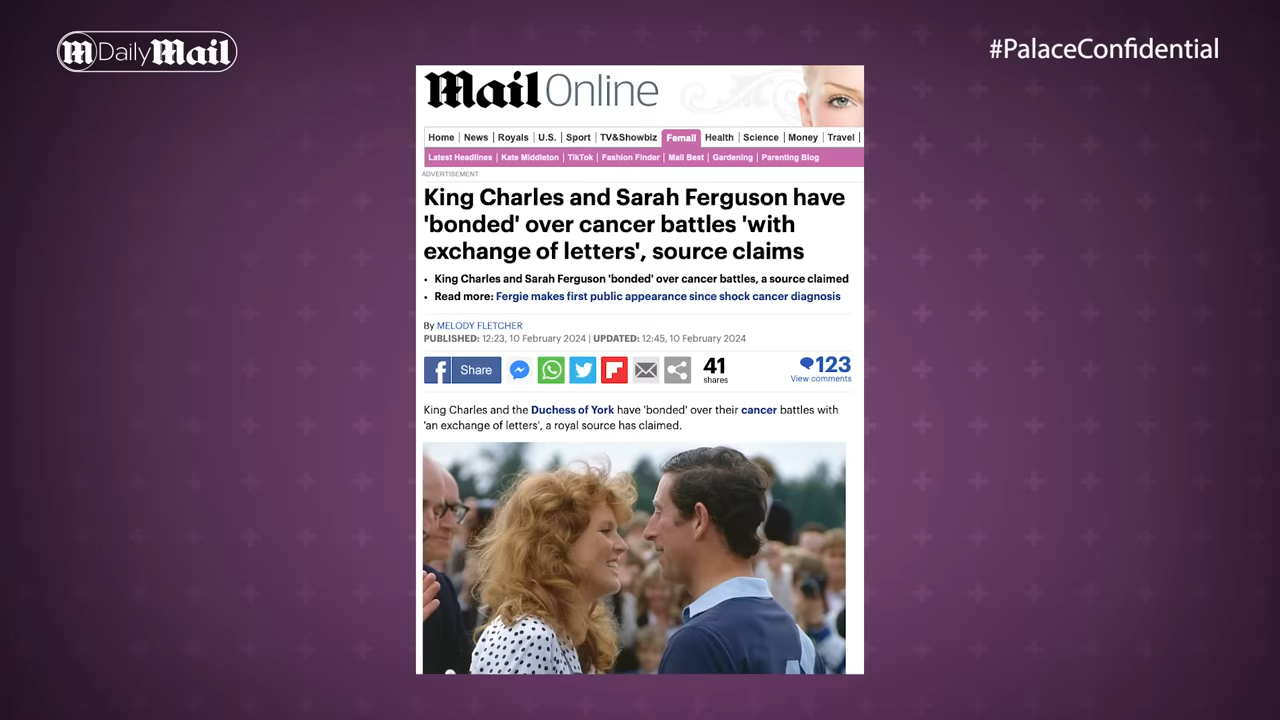 M Daily Mail
#PalaceConfidential
Mail Online
Home | News | Royals | U.S. | Sport | TV&Showbiz | Femail | Health | Science | Money | Travel |
Latest Headlines | Kate Middleton | TikTok | Fashion Finder | Mail Best | Gardening | Parenting Blog
ADVERTISEMENT
King Charles and Sarah Ferguson have
'bonded' over cancer battles 'with
exchange of letters', source claims
• King Charles and Sarah Ferguson 'bonded' over cancer battles, a source claimed
• Read more: Fergie makes first public appearance since shock cancer diagnosis
By MELODY FLETCHER
PUBLISHED: 12:23, 10 February 2024 | UPDATED: 12:45, 10 February 2024
f Share
41
shares
123
View comments
King Charles and the Duchess of York have 'bonded' over their cancer battles with
'an exchange of letters', a royal source has claimed.